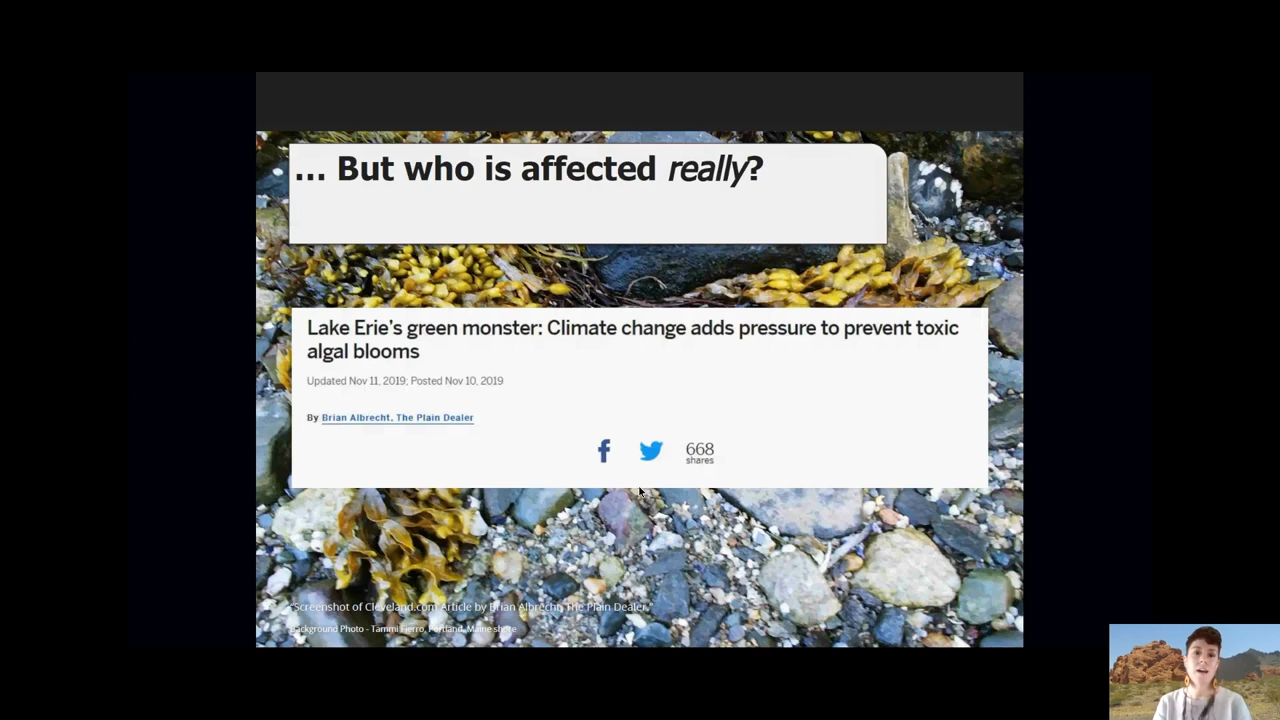 ... But who is affected really?
Lake Erie's green monster: Climate change adds pressure to prevent toxic
algal blooms
Updated Nov 11, 2019; Posted Nov 10, 2019
By Brian Albrecht, The Plain Dealer
668
shares
"Screenshot of Cleveland.com Article by Brian Albrecht, The Plain Dealer."
Background Photo - Tammi Fierro, Portland, Maine shore